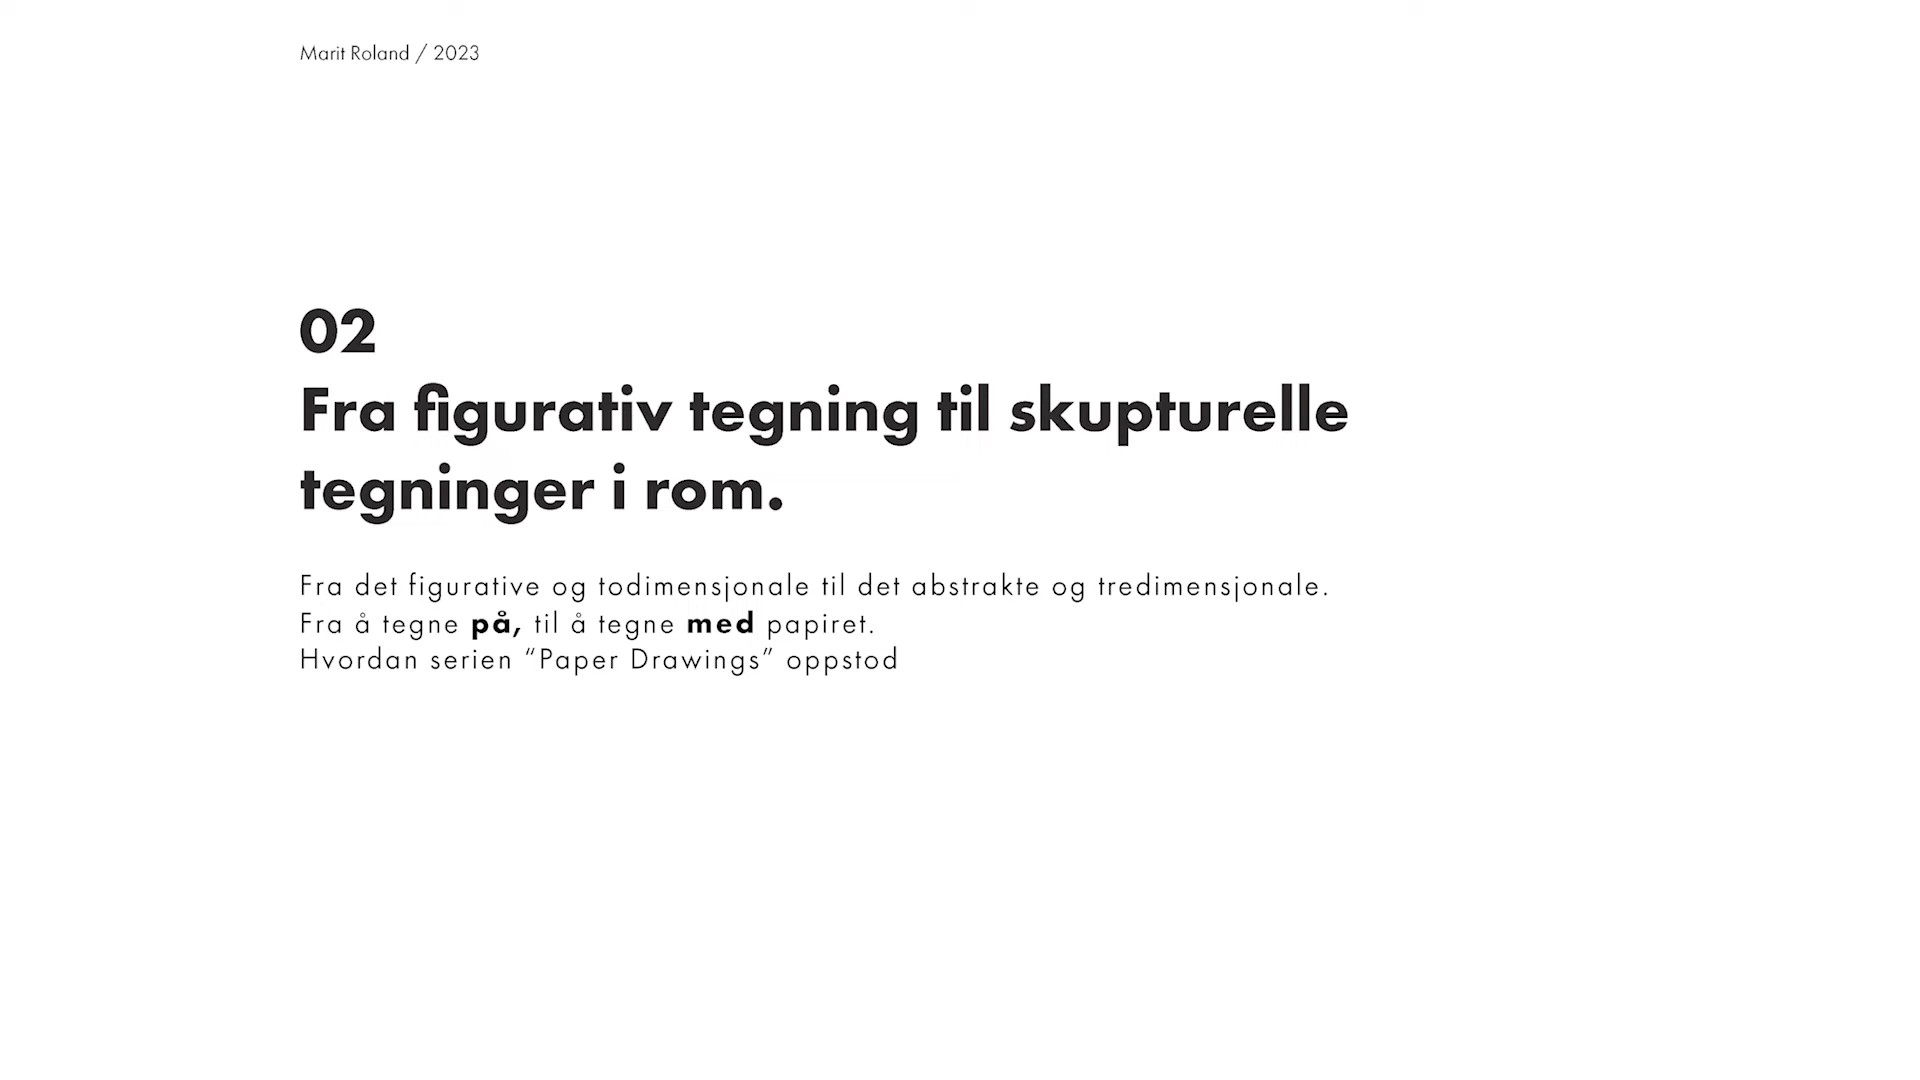 Marit Roland / 2023
02
Fra figurativ tegning til skupturelle
tegninger i rom.
Fra det figurative og todimensjonale til det abstrakte og tredimensjonale.
Fra å tegne på, til å tegne med papiret.
Hvordan serien “Paper Drawings” oppstod